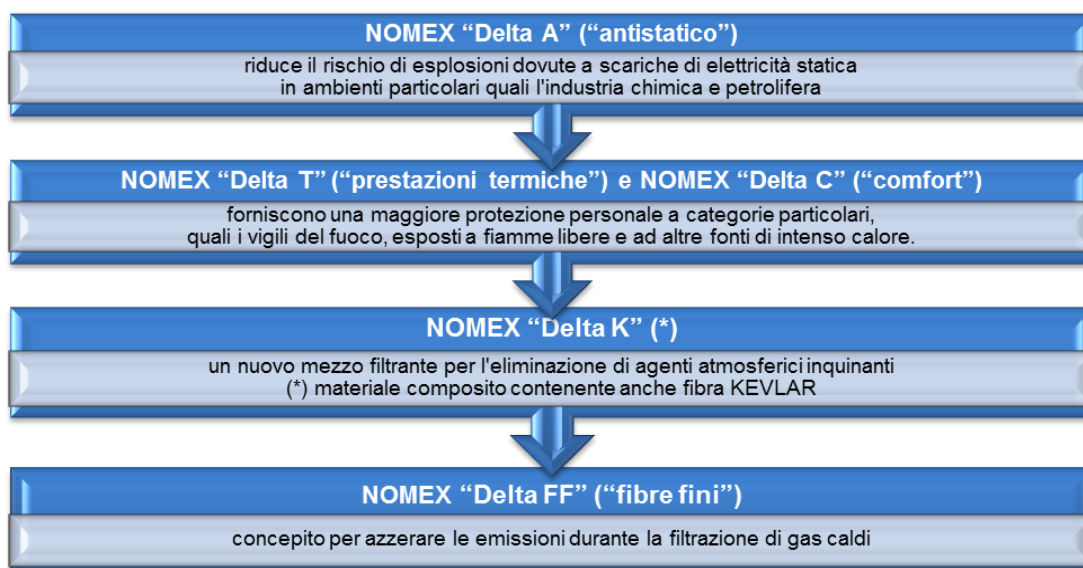 NOMEX “Delta A” (“antistatico”)
riduce il rischio di esplosioni dovute a scariche di elettricità statica
in ambienti particolari quali l'industria chimica e petrolifera
NOMEX “Delta T” (“prestazioni termiche”) e NOMEX “Delta C” (“comfort”)
forniscono una maggiore protezione personale a categorie particolari,
quali i vigili del fuoco, esposti a fiamme libere e ad altre fonti di intenso calore.
NOMEX “Delta K” (*)
un nuovo mezzo filtrante per l'eliminazione di agenti atmosferici inquinanti
(*) materiale composito contenente anche fibra KEVLAR
NOMEX “Delta FF” (“fibre fini”)
concepito per azzerare le emissioni durante la filtrazione di gas caldi